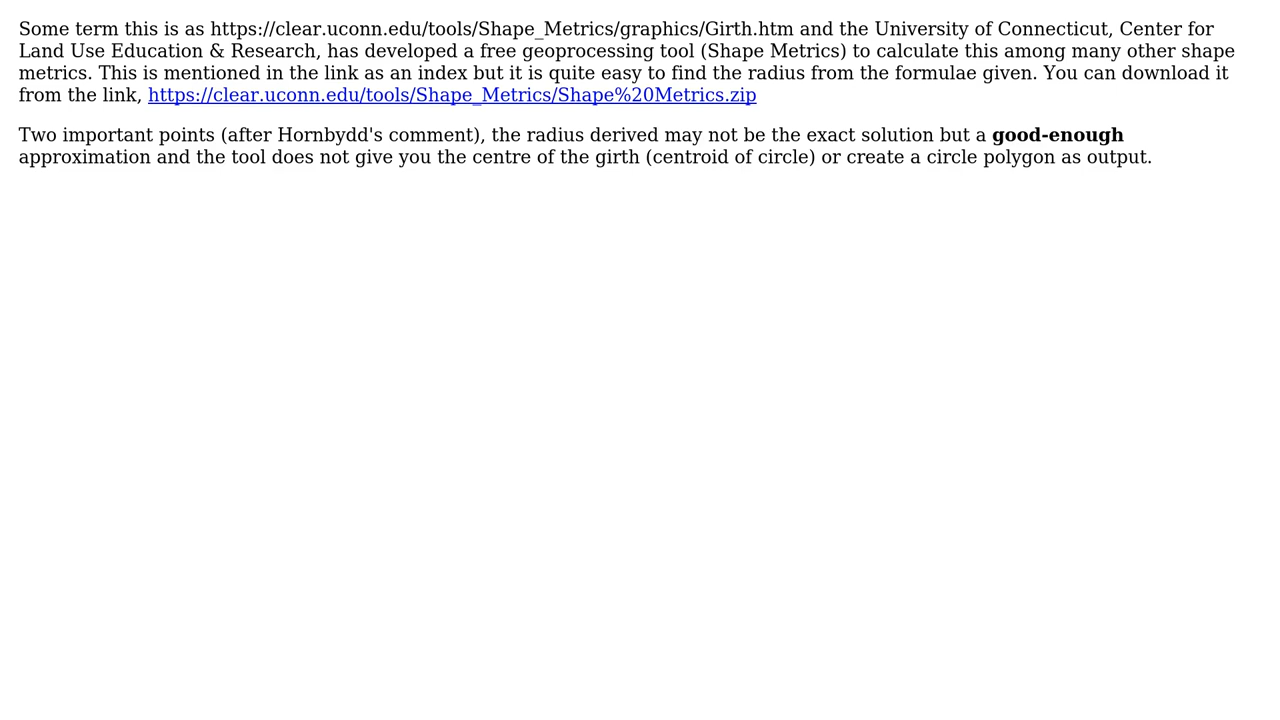 Some term this is as https://clear.uconn.edu/tools/Shape_Metrics/graphics/Girth.htm and the University of Connecticut, Center for
Land Use Education & Research, has developed a free geoprocessing tool (Shape Metrics) to calculate this among many other shape
metrics. This is mentioned in the link as an index but it is quite easy to find the radius from the formulae given. You can download it
from the link, https://clear.uconn.edu/tools/Shape_Metrics/Shape%20Metrics.zip
Two important points (after Hornbydd's comment), the radius derived may not be the exact solution but a good-enough
approximation and the tool does not give you the centre of the girth (centroid of circle) or create a circle polygon as output.